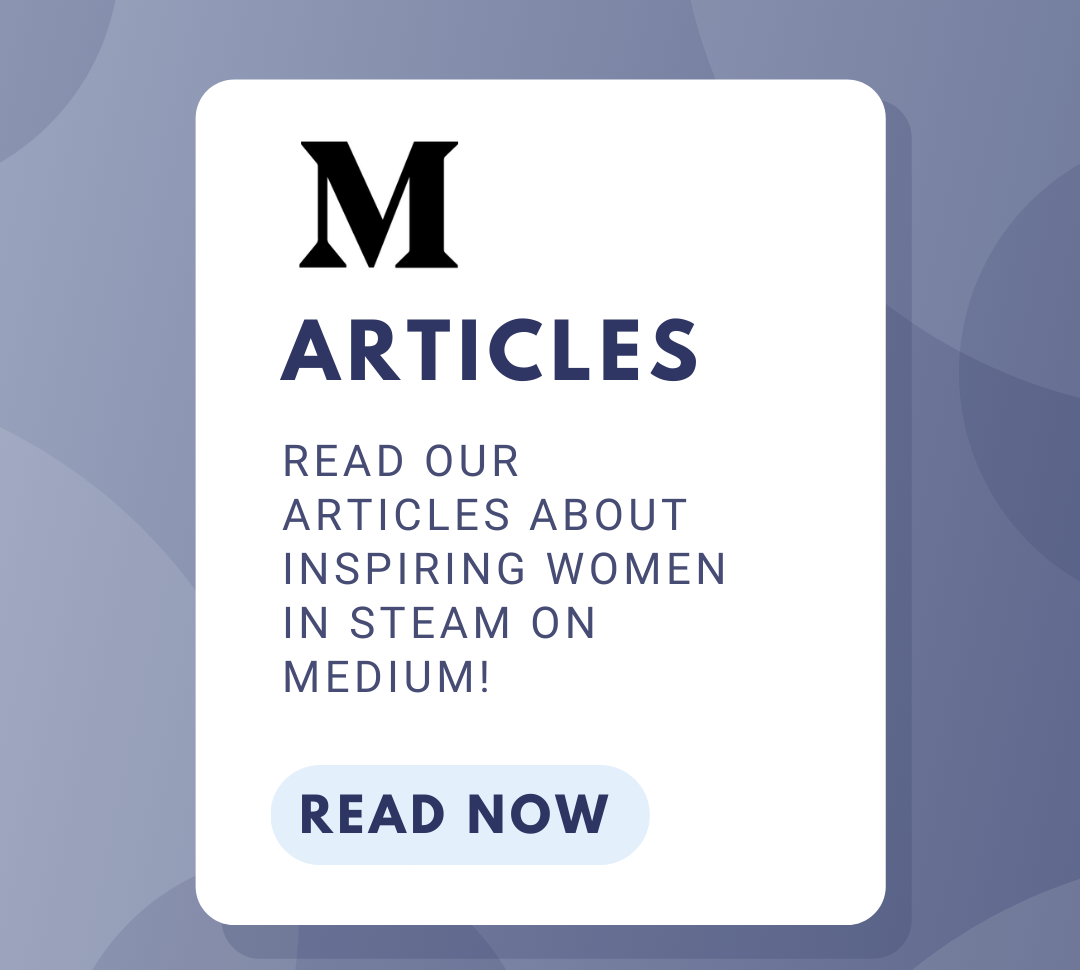 M
ARTICLES
READ OUR
ARTICLES ABOUT
INSPIRING WOMEN
IN STEAM ON
MEDIUM!
READ NOW